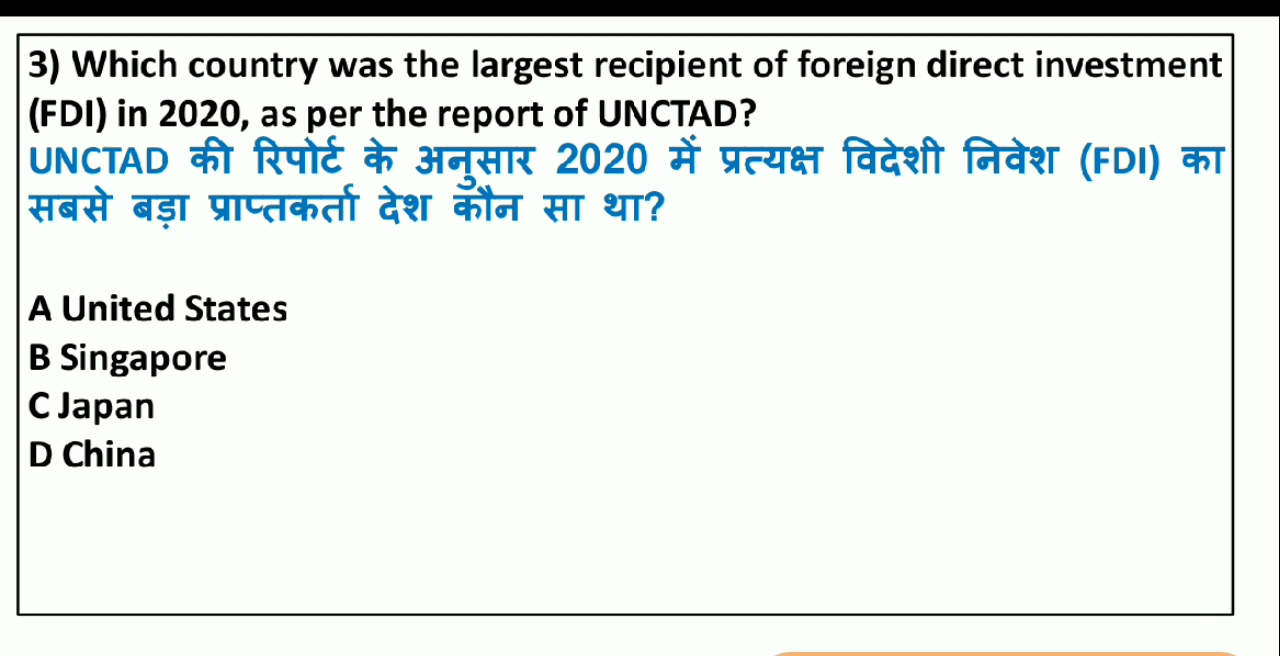 3) Which country was the largest recipient of foreign direct investment
(FDI) in 2020, as per the report of UNCTAD?
UNCTAD की रिपोर्ट के अनुसार 2020 में प्रत्यक्ष विदेशी निवेश (FDI) का
सबसे बड़ा प्राप्तकर्ता देश कौन सा था?
A United States
B Singapore
C Japan
D China